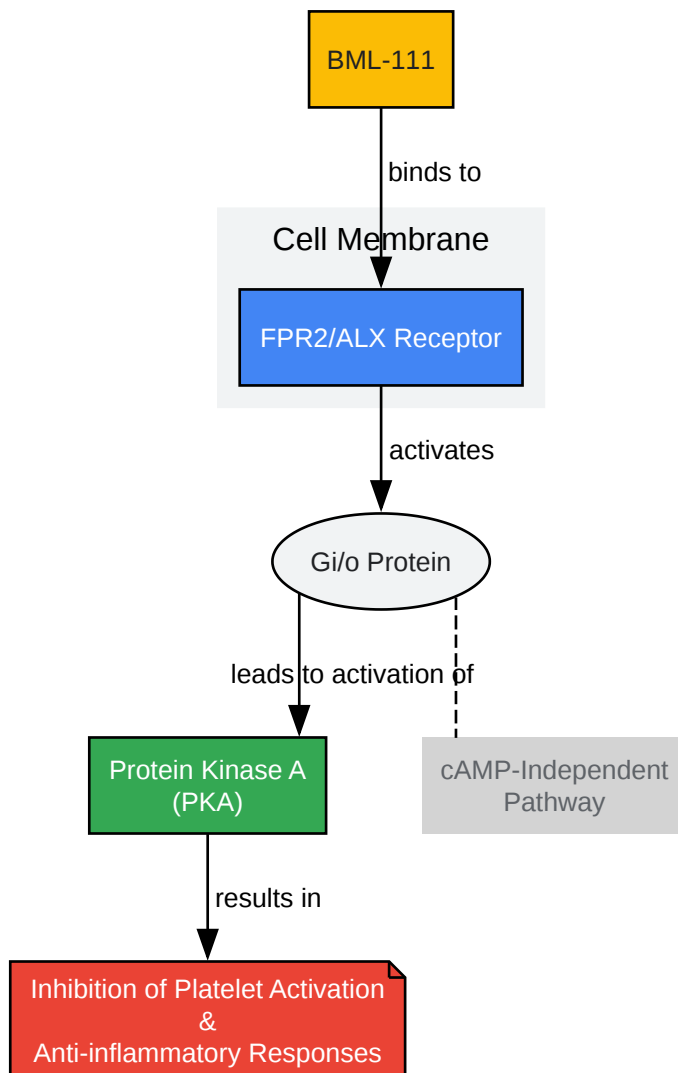 BML-111
binds to
Cell Membrane
FPR2/ALX Receptor
activates
Gi/o Protein
leads to activation of
Protein Kinase A
(PKA)
cAMP-Independent
Pathway
results in
Inhibition of Platelet Activation
&
Anti-inflammatory Responses